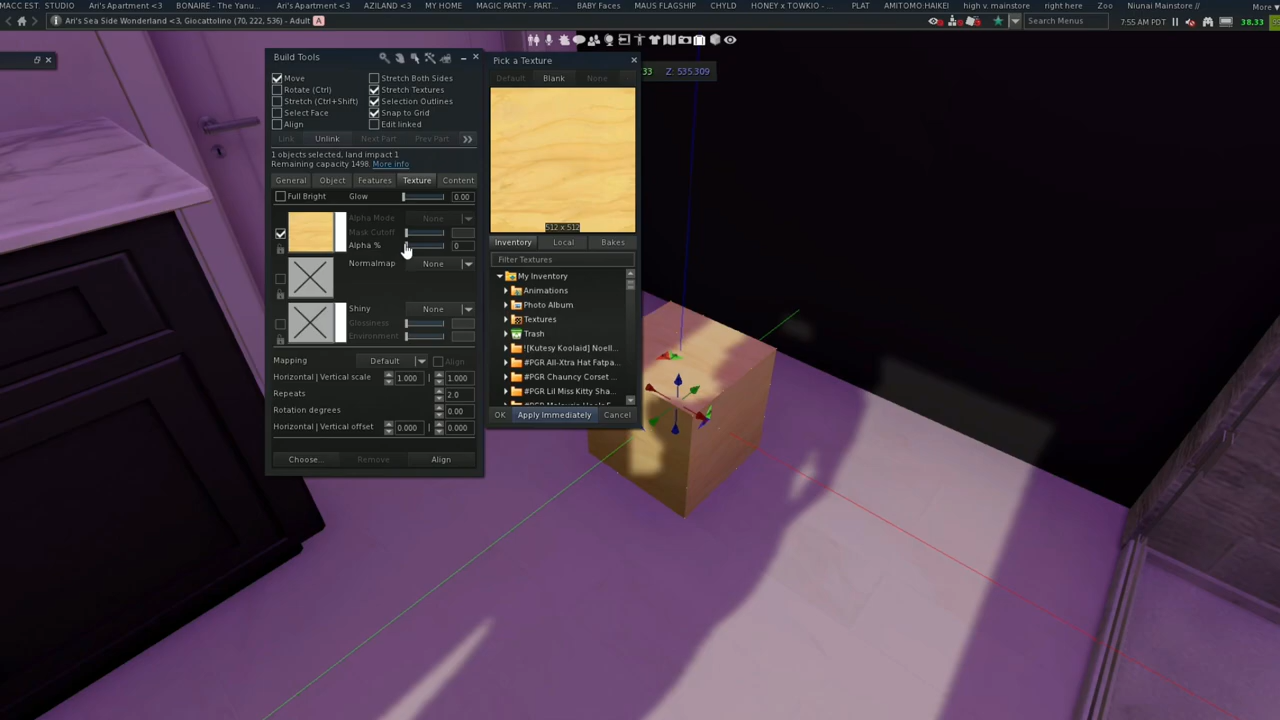 MACC EST. STUDIO Ari's Apartment <3 BONAIRE - The Yanu... Ari's Apartment <3 AZILAND <3 MY HOME MAGIC PARTY - PART... BABY Faces MAUS FLAGSHIP CHYLD HONEY x TOWKIO ... PLAT AMITOMO:HAIKEI high v. mainstore right here Zoo Niunai Mainstore // More ▾
Ari's Sea Side Wonderland <3, Giocattolino (70, 222, 536) - Adult A 7:55 AM PDT Search Menus 38.33
Build Tools
Move Stretch Both Sides
Rotate (Ctrl) Stretch Textures
Stretch (Ctrl+Shift) Selection Outlines
Select Face Snap to Grid
Align Edit linked
Link Unlink Next Part Prev Part
1 objects selected, land impact 1
Remaining capacity 1498. More info
General Object Features Texture Content
Full Bright Glow 0.00
Alpha Mode None
Mask Cutoff
Alpha % 0
Normalmap None
Shiny None
Glossiness
Environment
Mapping Default Align
Horizontal | Vertical scale 1.000 | 1.000
Repeats 2.0
Rotation degrees 0.00
Horizontal | Vertical offset 0.000 0.000
Choose... Remove Align
Pick a Texture
Default Blank None
512 x 512
Inventory Local Bakes
Filter Textures
My Inventory
Animations
Photo Album
Textures
Trash
![Kutesy Koolaid] Noell...
#PGR All-Xtra Hat Fatpa...
#PGR Chauncy Corset ...
#PGR Lil Miss Kitty Sha...
OK Apply Immediately Cancel
33 Z: 535.309